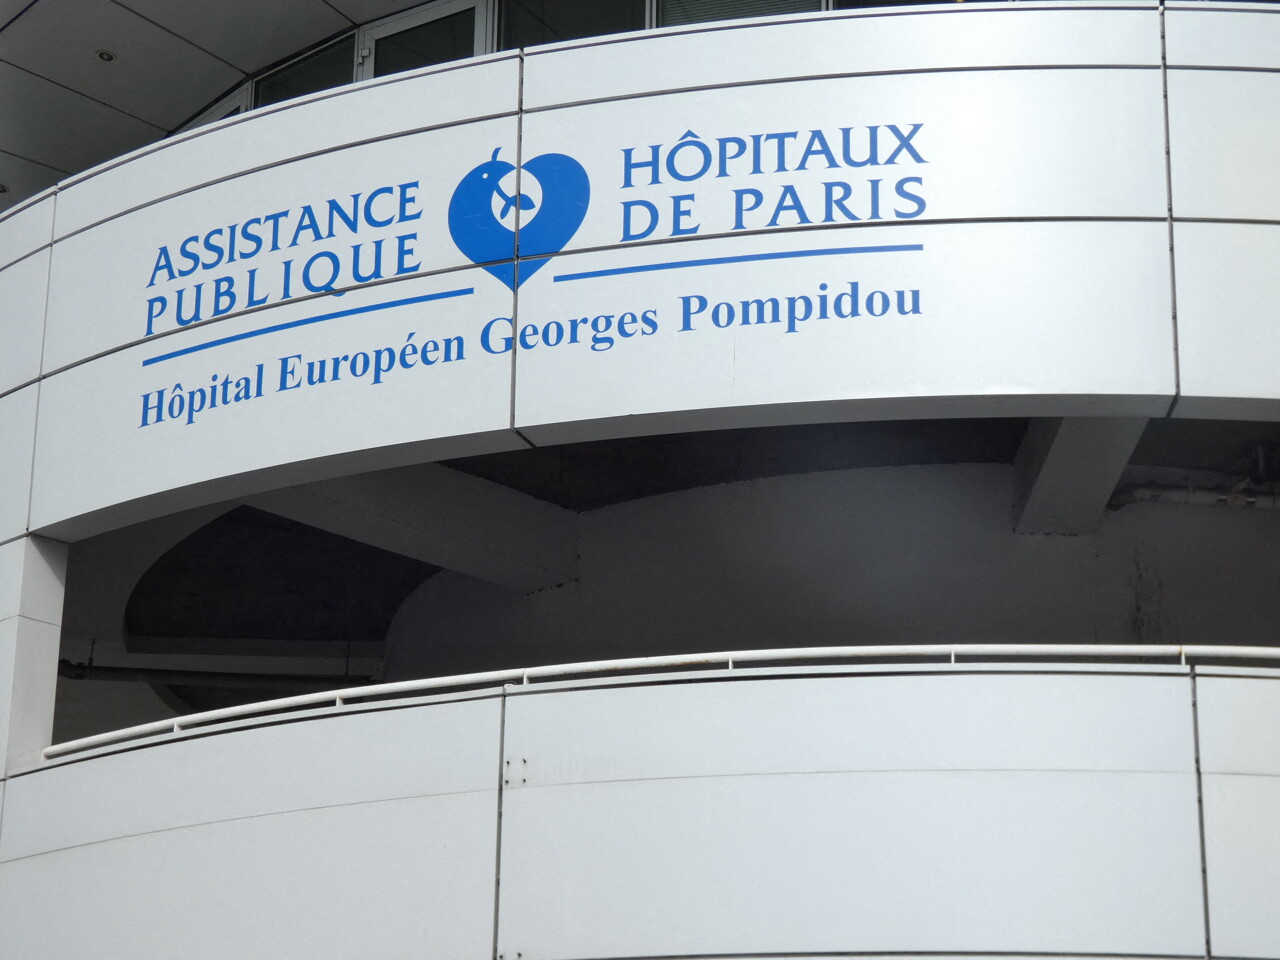 ASSISTANCE
PUBLIQUE
HÔPITAUX
DE PARIS
Hôpital Européen Georges Pompidou